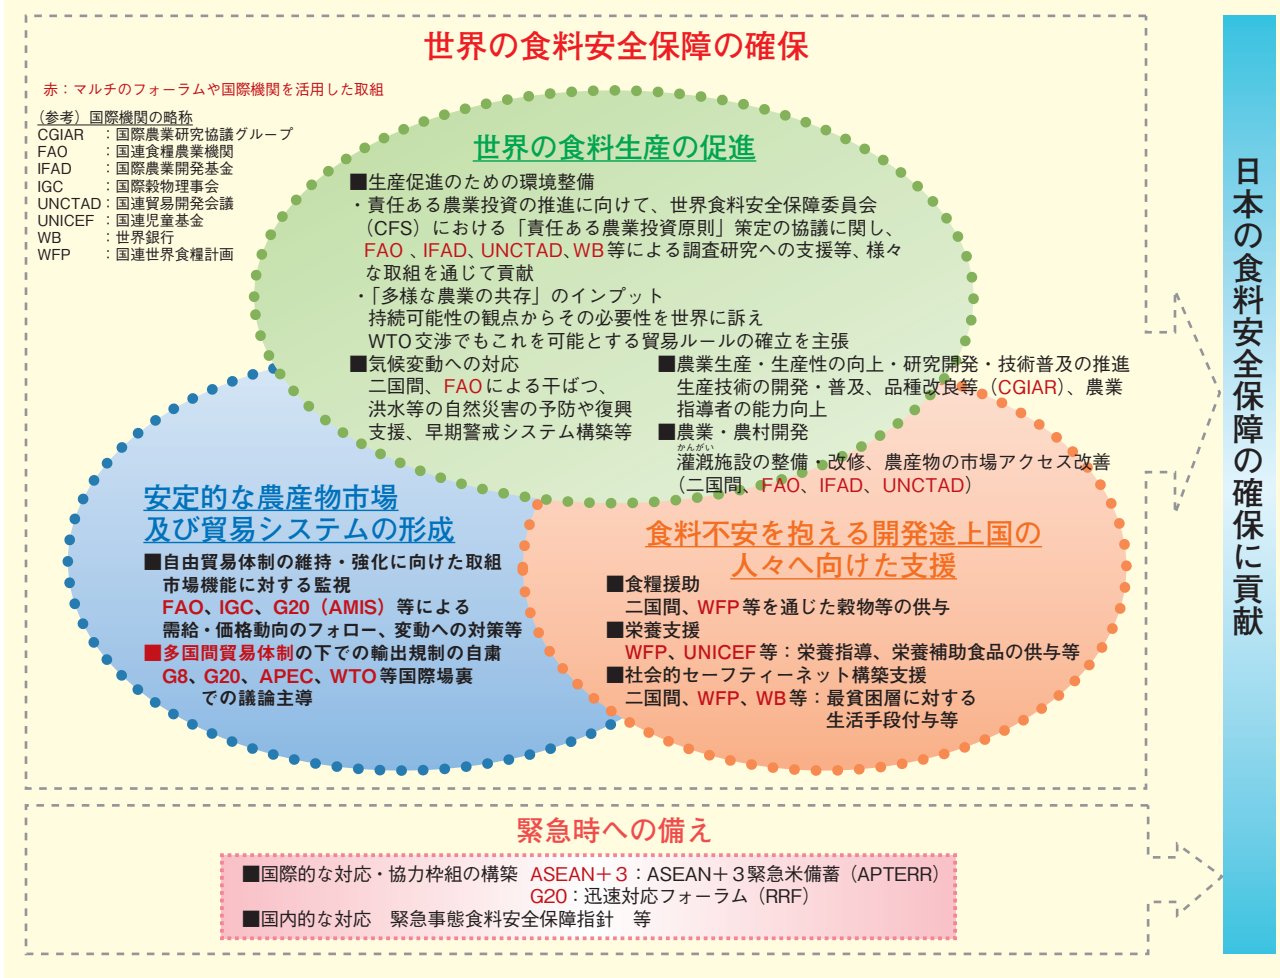 世界の食料安全保障の確保
赤：マルチのフォーラムや国際機関を活用した取組
（参考）国際機関の略称
CGIAR ：国際農業研究協議グループ
FAO ：国連食糧農業機関
IFAD ：国際農業開発基金
IGC ：国際穀物理事会
UNCTAD：国連貿易開発会議
UNICEF ：国連児童基金
WB ：世界銀行
WFP ：国連世界食糧計画
世界の食料生産の促進
■生産促進のための環境整備
・責任ある農業投資の推進に向けて、世界食料安全保障委員会
（CFS）における「責任ある農業投資原則」策定の協議に関し、
FAO 、IFAD、UNCTAD、WB等による調査研究への支援等、様々
な取組を通じて貢献
・「多様な農業の共存」のインプット
持続可能性の観点からその必要性を世界に訴え
WTO交渉でもこれを可能とする貿易ルールの確立を主張
■気候変動への対応
二国間、FAOによる干ばつ、
洪水等の自然災害の予防や復興
支援、早期警戒システム構築等
■農業生産・生産性の向上・研究開発・技術普及の推進
生産技術の開発・普及、品種改良等（CGIAR）、農業
指導者の能力向上
■農業・農村開発
かんがい
灌漑施設の整備・改修、農産物の市場アクセス改善
（二国間、FAO、IFAD、UNCTAD）
安定的な農産物市場
及び貿易システムの形成
■自由貿易体制の維持・強化に向けた取組
市場機能に対する監視
FAO、IGC、G20（AMIS）等による
需給・価格動向のフォロー、変動への対策等
■多国間貿易体制の下での輸出規制の自粛
G8、G20、APEC、WTO等国際場裏
での議論主導
食料不安を抱える開発途上国の
人々へ向けた支援
■食糧援助
二国間、WFP等を通じた穀物等の供与
■栄養支援
WFP、UNICEF等：栄養指導、栄養補助食品の供与等
■社会的セーフティーネット構築支援
二国間、WFP、WB等：最貧困層に対する
生活手段付与等
緊急時への備え
■国際的な対応・協力枠組の構築 ASEAN＋3：ASEAN＋3緊急米備蓄（APTERR）
G20：迅速対応フォーラム（RRF）
■国内的な対応 緊急事態食料安全保障指針 等
日本の食料安全保障の確保に貢献